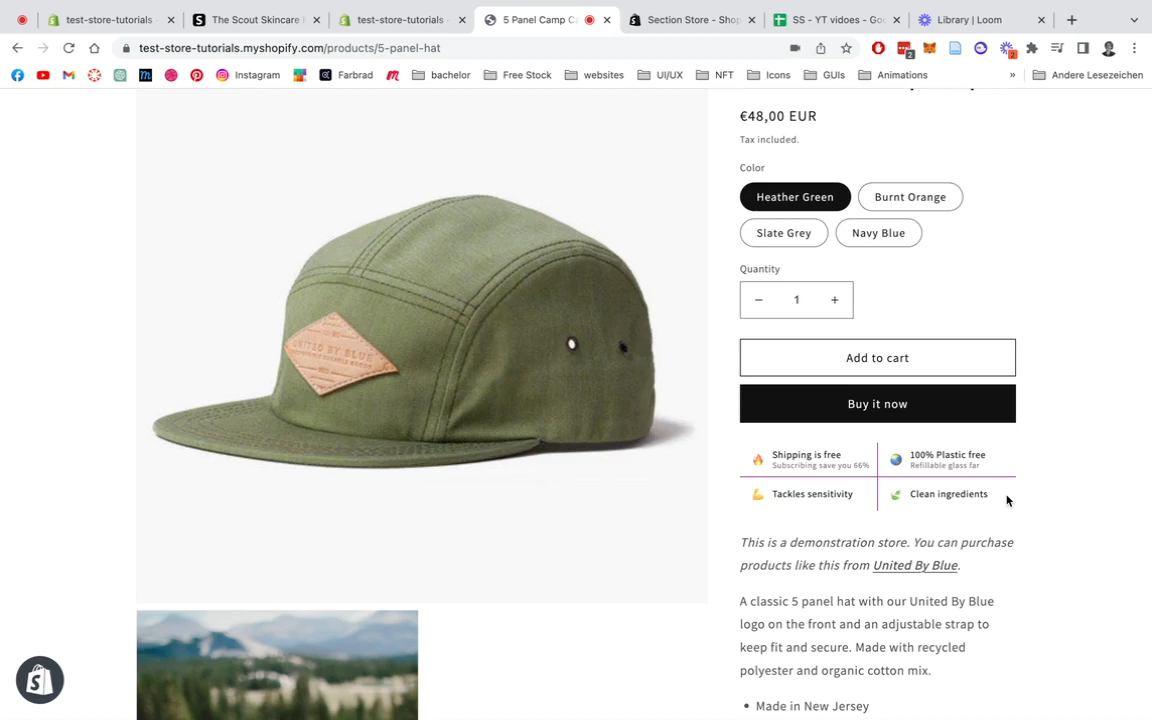 test-store-tutorials -
The Scout Skincare
test-store-tutorials -
5 Panel Camp Ca
Section Store - Shop
SS - YT vidoes - Goo
Library | Loom
test-store-tutorials.myshopify.com/products/5-panel-hat
2
2
Instagram
Farbrad
bachelor
Free Stock
websites
UI/UX
NFT
Icons
GUIs
Animations
»
Andere Lesezeichen
€48,00 EUR
Tax included.
Color
Heather Green
Burnt Orange
Slate Grey
Navy Blue
Quantity
− 1 +
Add to cart
Buy it now
UNITED BY BLUE
Shipping is free
Subscribing save you 66%
100% Plastic free
Refillable glass far
Tackles sensitivity
Clean ingredients
This is a demonstration store. You can purchase
products like this from United By Blue.
A classic 5 panel hat with our United By Blue
logo on the front and an adjustable strap to
keep fit and secure. Made with recycled
polyester and organic cotton mix.
• Made in New Jersey